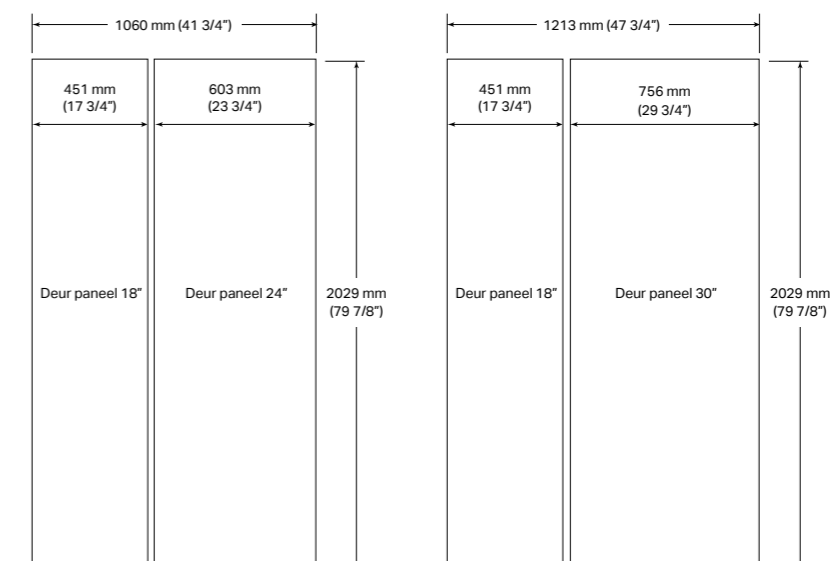 1060 mm (41 3/4")
451 mm
(17 3/4")
603 mm
(23 3/4")
Deur paneel 18"
Deur paneel 24"
2029 mm
(79 7/8")
1213 mm (47 3/4")
451 mm
(17 3/4")
756 mm
(29 3/4")
Deur paneel 18"
Deur paneel 30"
2029 mm
(79 7/8")